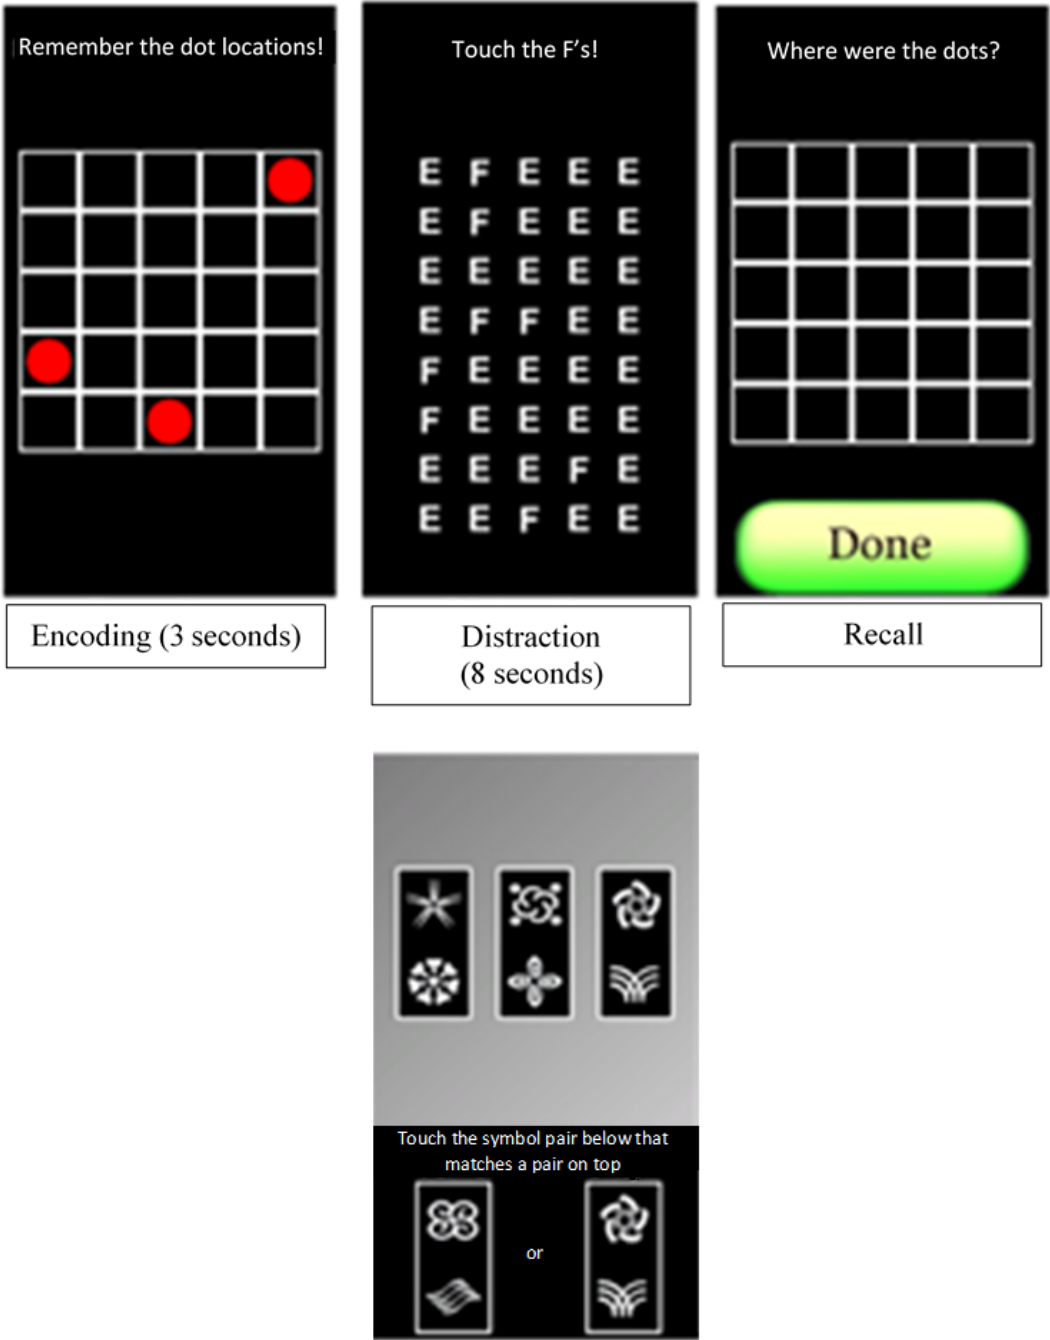 Remember the dot locations!
Touch the F's!
E F E E E
E F E E E
E E E E E
E F F E E
F E E E E
F E E E E
E E E F E
E E F E E
Where were the dots?
Done
Encoding (3 seconds)
Distraction
(8 seconds)
Recall
Touch the symbol pair below that
matches a pair on top
or